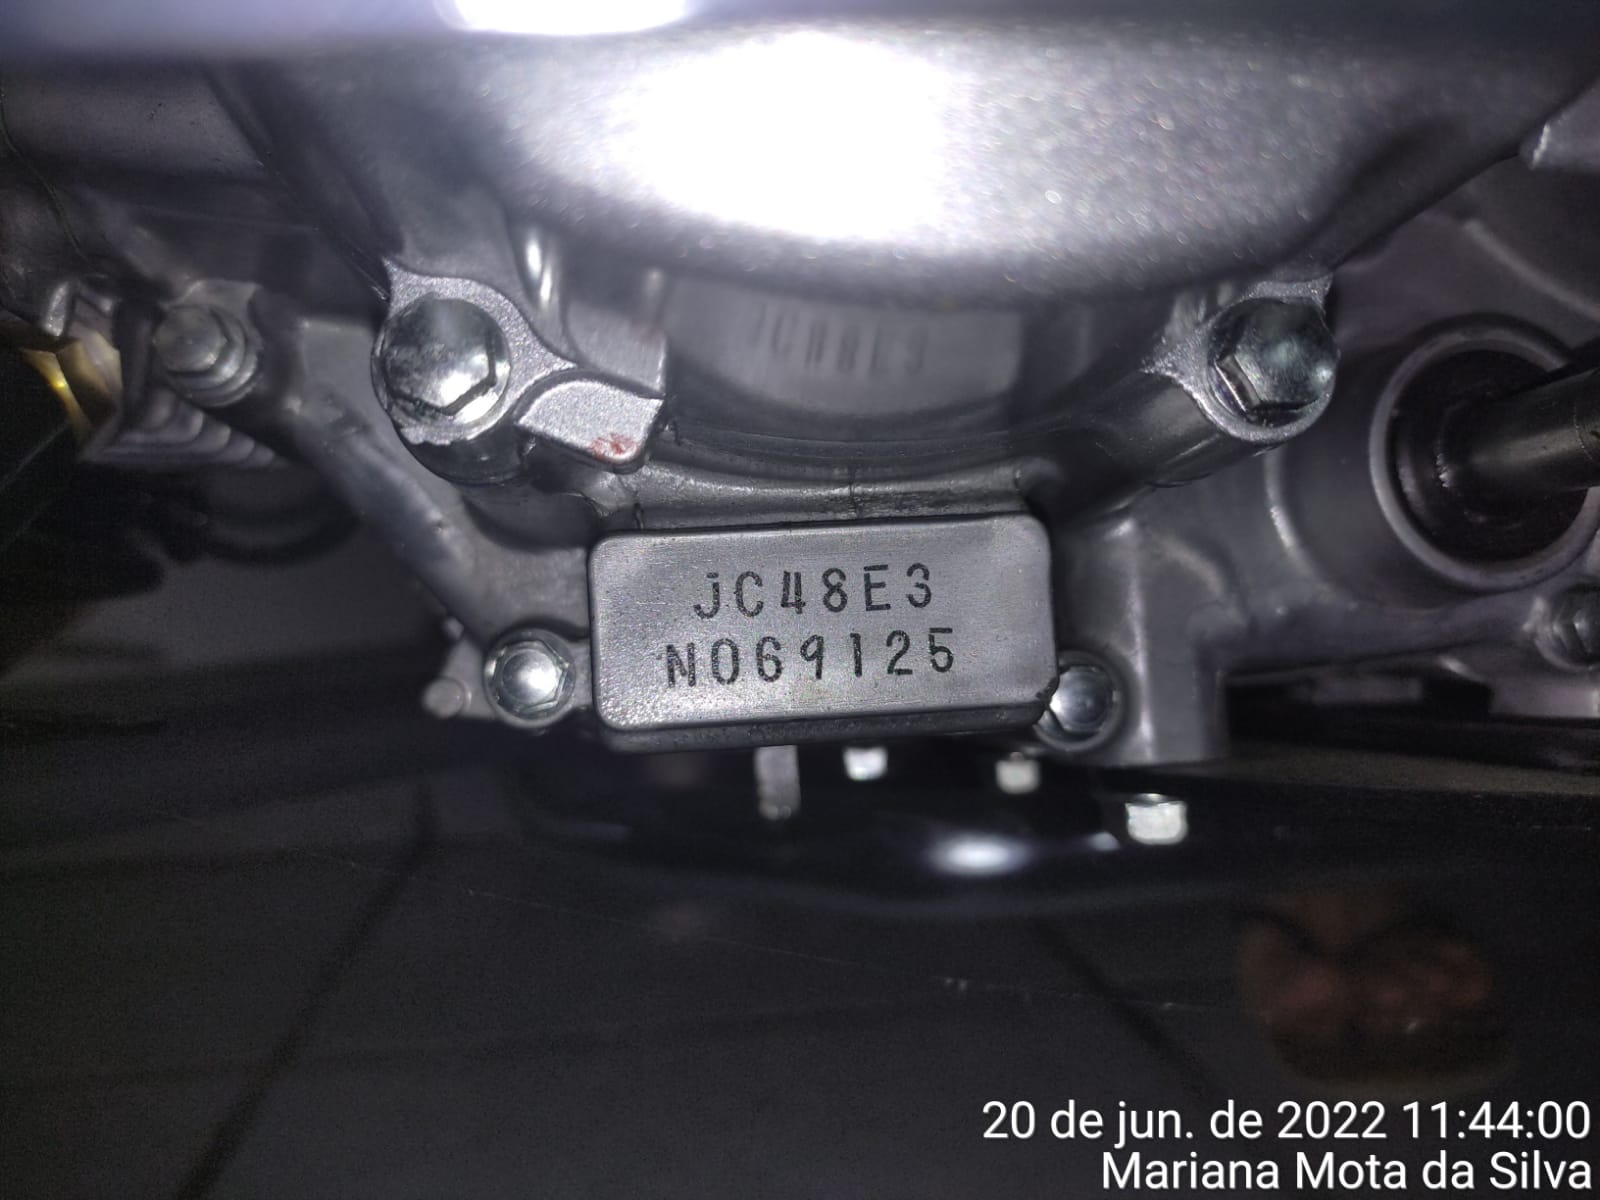 JC48E3
N069125
20 de jun. de 2022 11:44:00
Mariana Mota da Silva